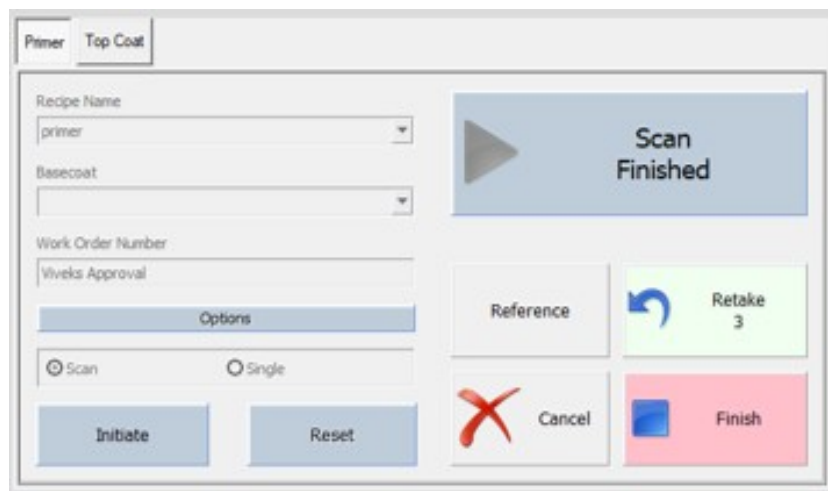 Primer
Top Coat
Recipe Name
primer
Basecoat
Work Order Number
Viveks Approval
Options
Scan
Single
Initiate
Reset
Scan
Finished
Reference
Retake
3
Cancel
Finish